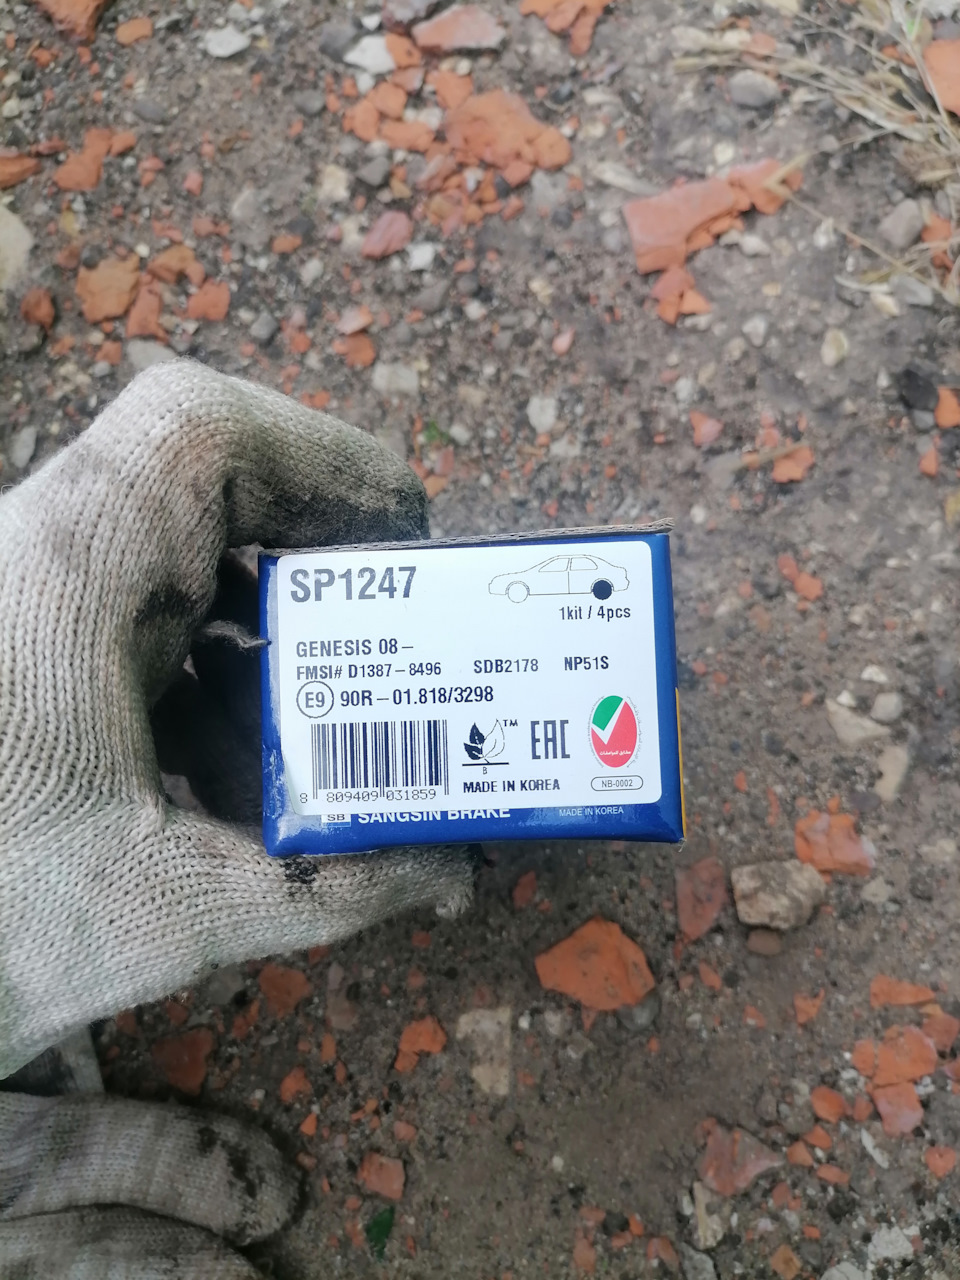 SP1247
1kit / 4pcs
GENESIS 08-
FMSI# D1387-8496 SDB2178 NP51S
E9 90R-01.818/3298
TM
EAC
B
MADE IN KOREA
NB-0002
8 809409 031859
SB SANGSIN BRAKE MADE IN KOREA